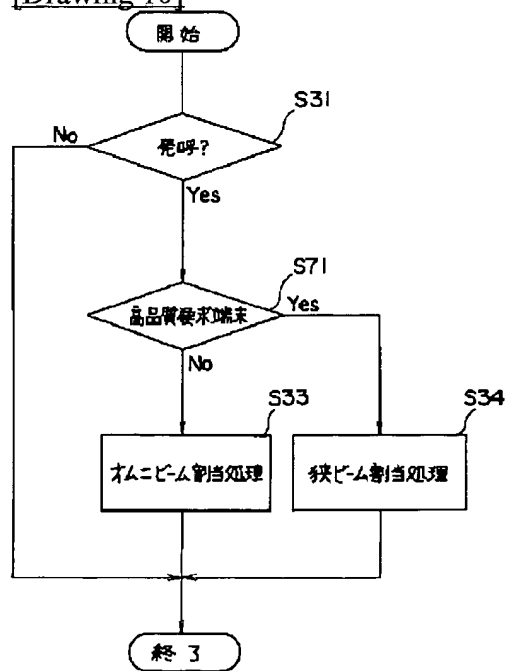 [Drawing 10]
開始
S31
発呼?
No
Yes
S71
高品質要求端末
Yes
No
S33
S34
オムニビーム割当処理
狭ビーム割当処理
終了